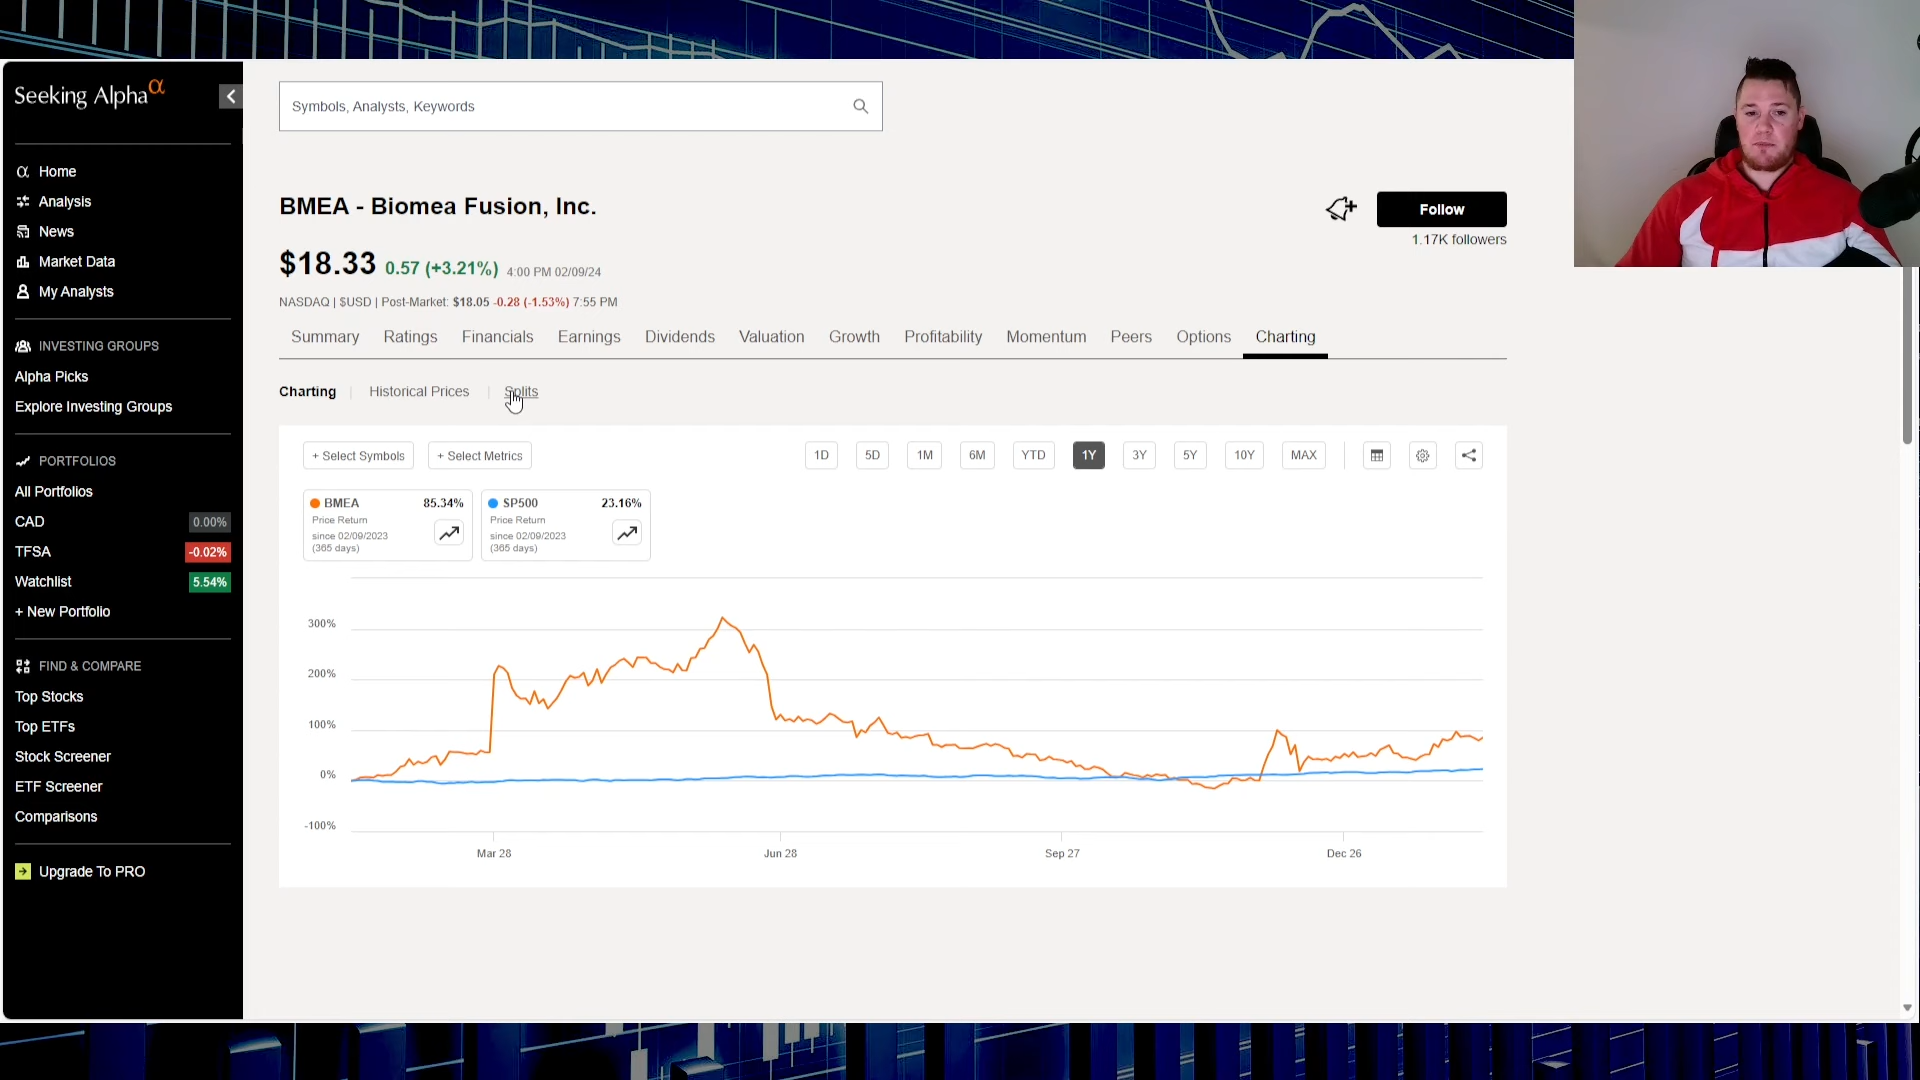 Seeking Alpha α
Symbols, Analysts, Keywords
Home
Analysis
News
Market Data
My Analysts
INVESTING GROUPS
Alpha Picks
Explore Investing Groups
PORTFOLIOS
All Portfolios
CAD 0.00%
TFSA -0.02%
Watchlist 5.54%
+ New Portfolio
FIND & COMPARE
Top Stocks
Top ETFs
Stock Screener
ETF Screener
Comparisons
Upgrade To PRO
BMEA - Biomea Fusion, Inc.
Follow
1.17K followers
$18.33 0.57 (+3.21%) 4:00 PM 02/09/24
NASDAQ | $USD | Post-Market: $18.05 -0.28 (-1.53%) 7:55 PM
Summary Ratings Financials Earnings Dividends Valuation Growth Profitability Momentum Peers Options Charting
Charting | Historical Prices | Splits
+ Select Symbols + Select Metrics 1D 5D 1M 6M YTD 1Y 3Y 5Y 10Y MAX
BMEA 85.34% SP500 23.16%
Price Return Price Return
since 02/09/2023 since 02/09/2023
(365 days) (365 days)
300%
200%
100%
0%
-100%
Mar 28 Jun 28 Sep 27 Dec 26